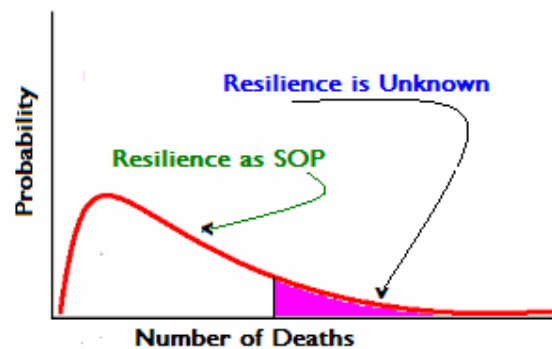 Resilience is Unknown
Resilience as SOP
Probability
Number of Deaths